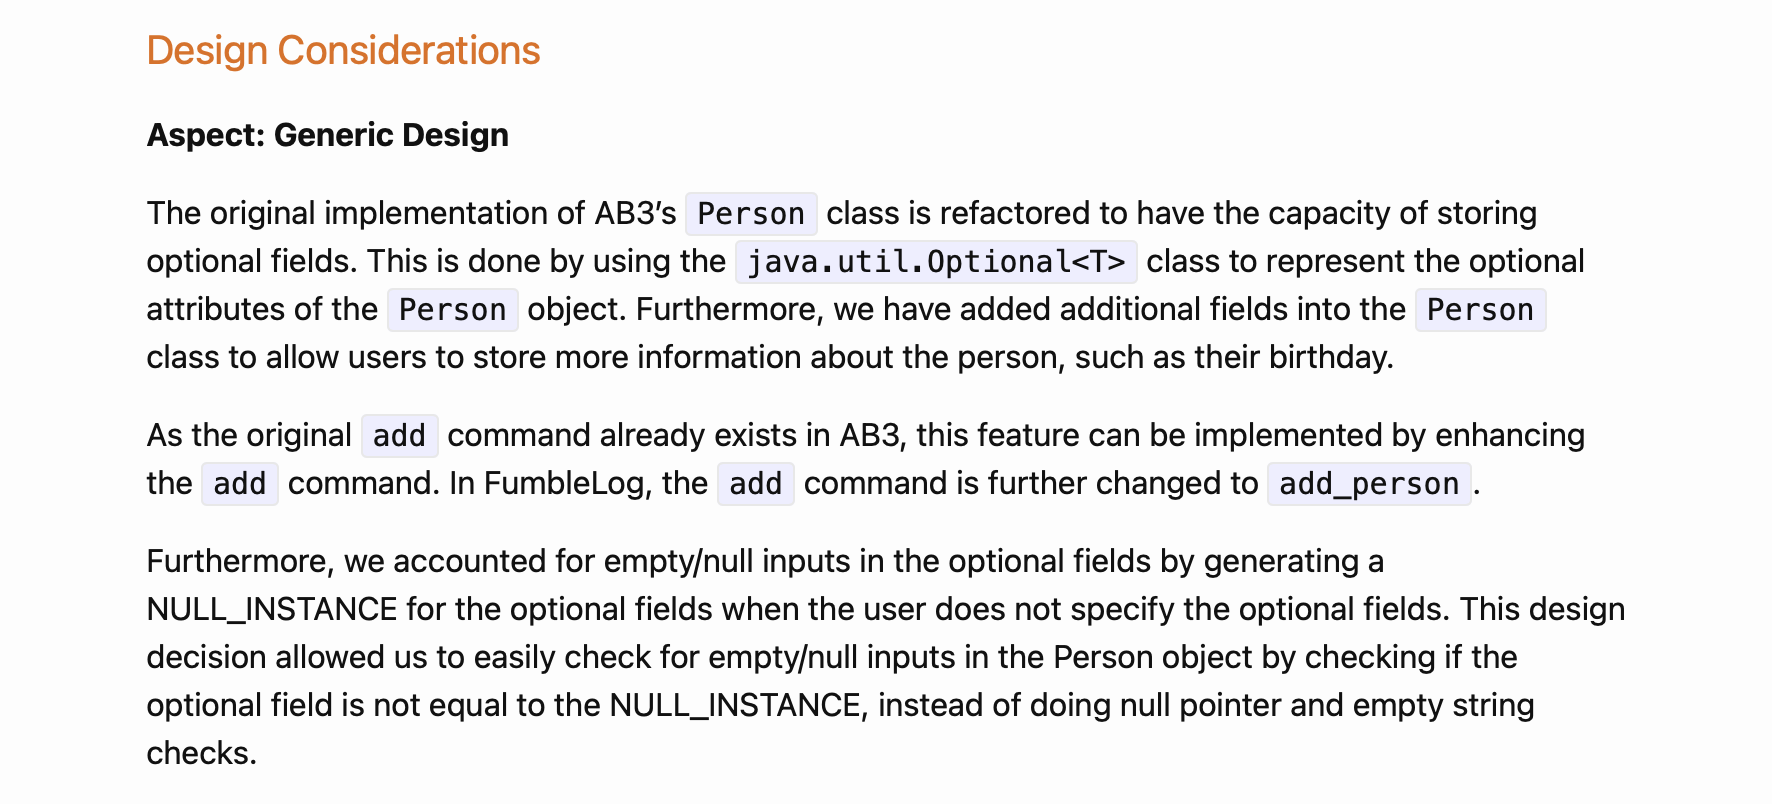 Design Considerations
Aspect: Generic Design
The original implementation of AB3’s Person class is refactored to have the capacity of storing
optional fields. This is done by using the java.util.Optional<T> class to represent the optional
attributes of the Person object. Furthermore, we have added additional fields into the Person
class to allow users to store more information about the person, such as their birthday.
As the original add command already exists in AB3, this feature can be implemented by enhancing
the add command. In FumbleLog, the add command is further changed to add_person.
Furthermore, we accounted for empty/null inputs in the optional fields by generating a
NULL_INSTANCE for the optional fields when the user does not specify the optional fields. This design
decision allowed us to easily check for empty/null inputs in the Person object by checking if the
optional field is not equal to the NULL_INSTANCE, instead of doing null pointer and empty string
checks.